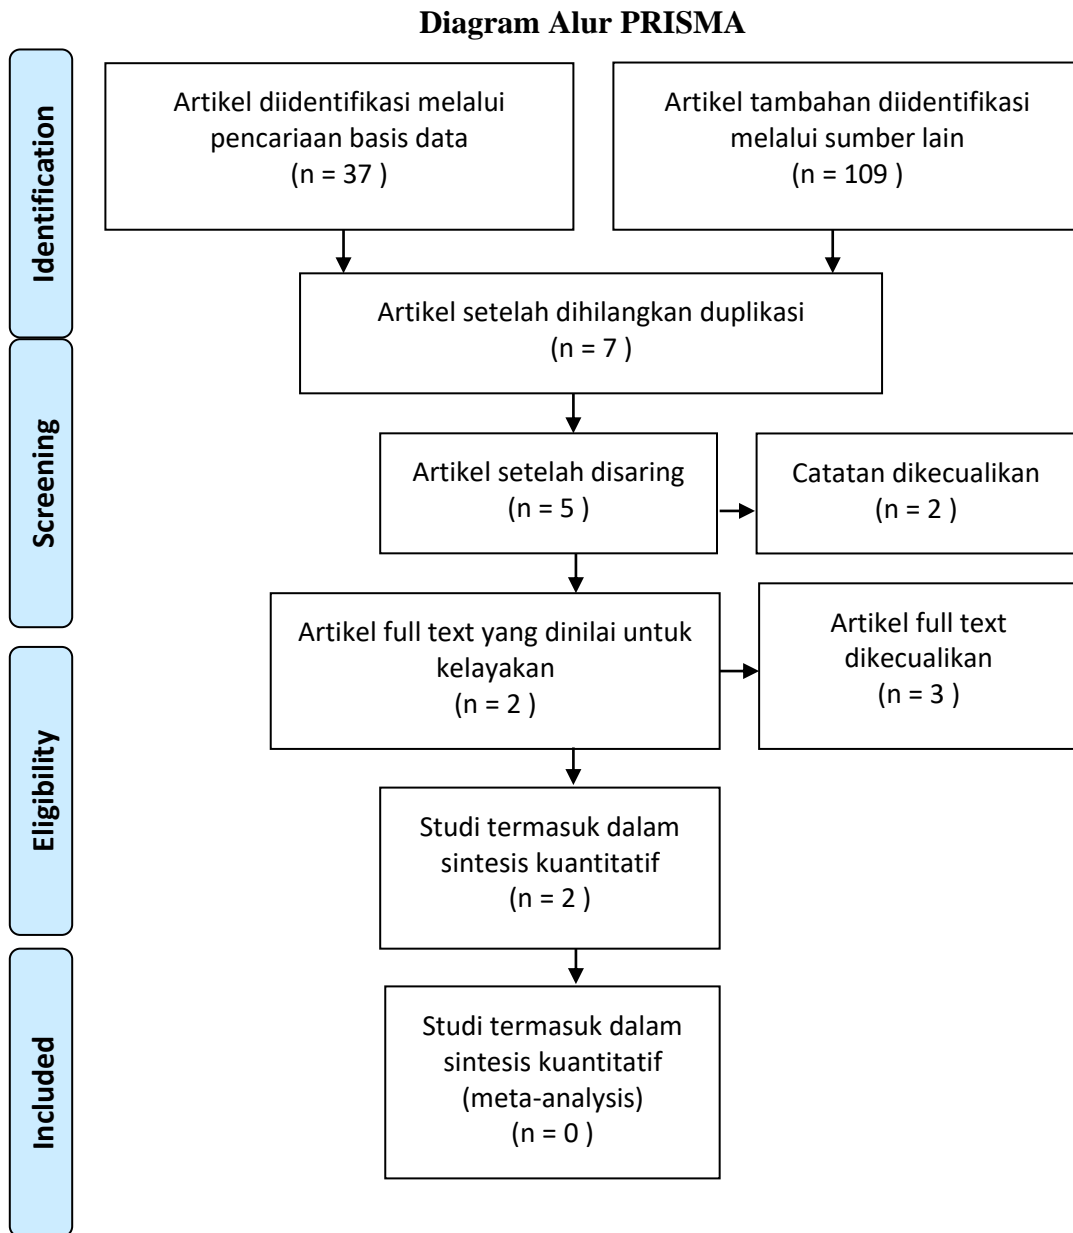 Diagram Alur PRISMA
Identification
Artikel diidentifikasi melalui
pencariaan basis data
(n = 37 )
Artikel tambahan diidentifikasi
melalui sumber lain
(n = 109 )
Artikel setelah dihilangkan duplikasi
(n = 7 )
Screening
Artikel setelah disaring
(n = 5 )
Catatan dikecualikan
(n = 2 )
Artikel full text yang dinilai untuk
kelayakan
(n = 2 )
Artikel full text
dikecualikan
(n = 3 )
Eligibility
Studi termasuk dalam
sintesis kuantitatif
(n = 2 )
Included
Studi termasuk dalam
sintesis kuantitatif
(meta-analysis)
(n = 0 )